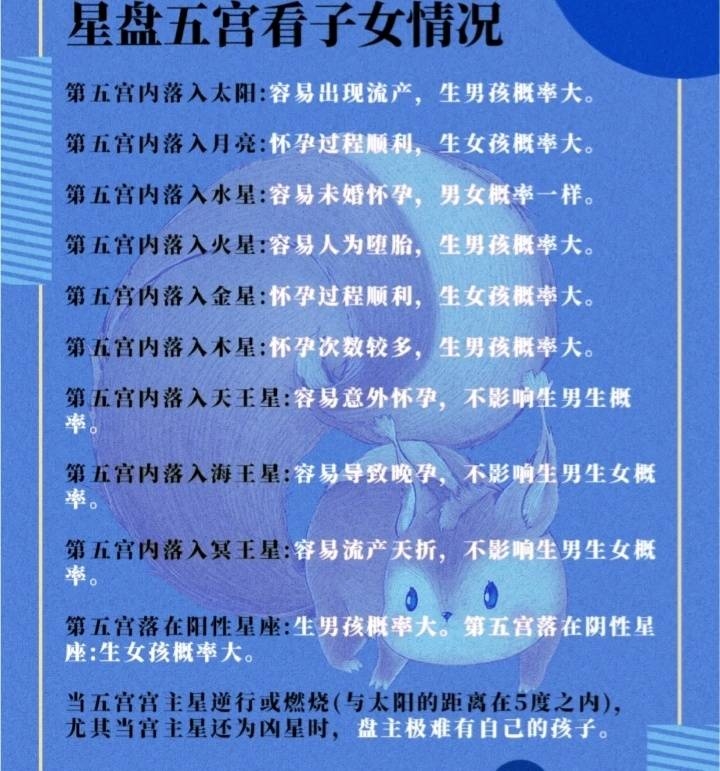 星盘五宫看子女情况
第五宫内落入太阳:容易出现流产，生男孩概率大。
第五宫内落入月亮:怀孕过程顺利，生女孩概率大。
第五宫内落入水星:容易未婚怀孕，男女概率一样。
第五宫内落入火星:容易人为堕胎，生男孩概率大。
第五宫内落入金星:怀孕过程顺利，生女孩概率大。
第五宫内落入木星:怀孕次数较多，生男孩概率大。
第五宫内落入天王星:容易意外怀孕，不影响生男生概
率。
第五宫内落入海王星:容易导致晚孕，不影响生男生女概
率。
第五宫内落入冥王星:容易流产夭折，不影响生男生女概
率。
第五宫落在阳性星座:生男孩概率大。第五宫落在阴性星
座:生女孩概率大。
当五宫宫主星逆行或燃烧(与太阳的距离在5度之内)，
尤其当宫主星还为凶星时，盘主极难有自己的孩子。